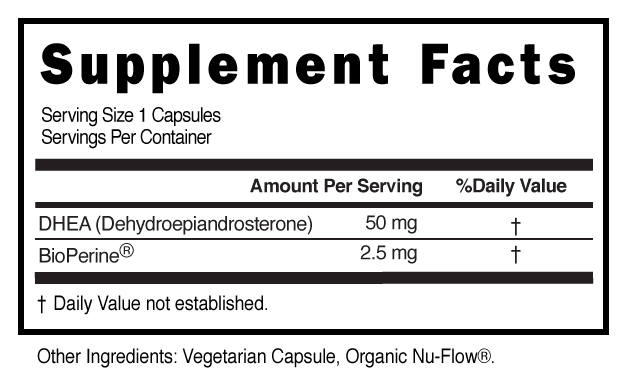 Supplement Facts
Serving Size 1 Capsules
Servings Per Container
Amount Per Serving %Daily Value
DHEA (Dehydroepiandrosterone) 50 mg †
BioPerine® 2.5 mg †
† Daily Value not established.
Other Ingredients: Vegetarian Capsule, Organic Nu-Flow®.